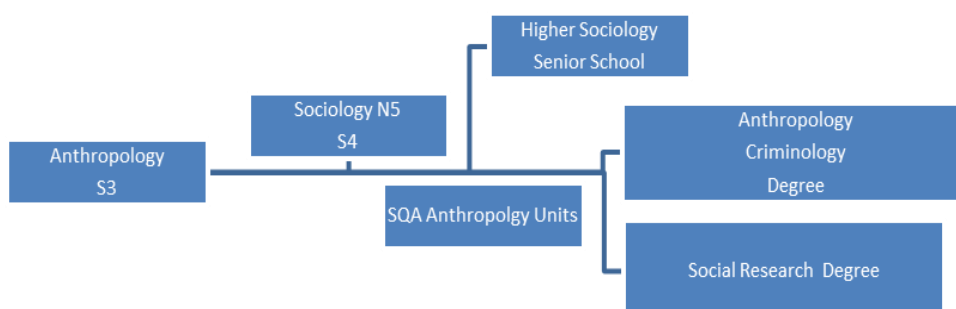 Higher Sociology
Senior School
Sociology N5
S4
Anthropology
S3
Anthropology
Criminology
Degree
SQA Anthropolgy Units
Social Research  Degree